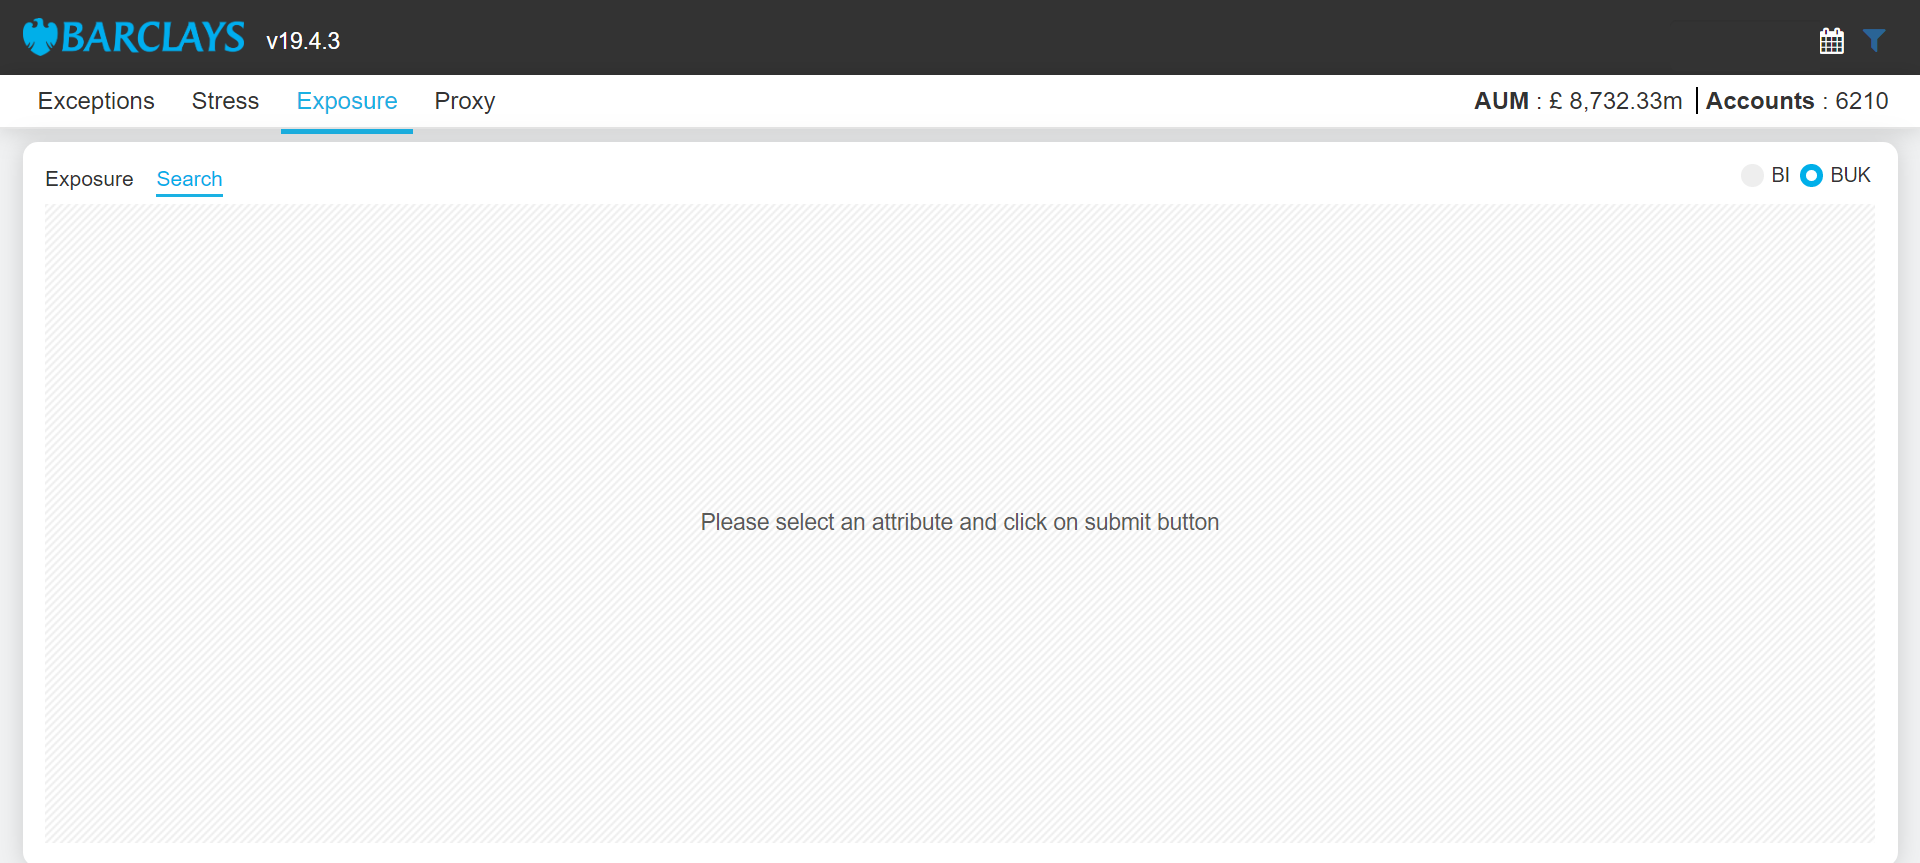 BARCLAYS v19.4.3
Exceptions Stress Exposure Proxy AUM : £ 8,732.33m Accounts : 6210
Exposure Search BI BUK
Please select an attribute and click on submit button